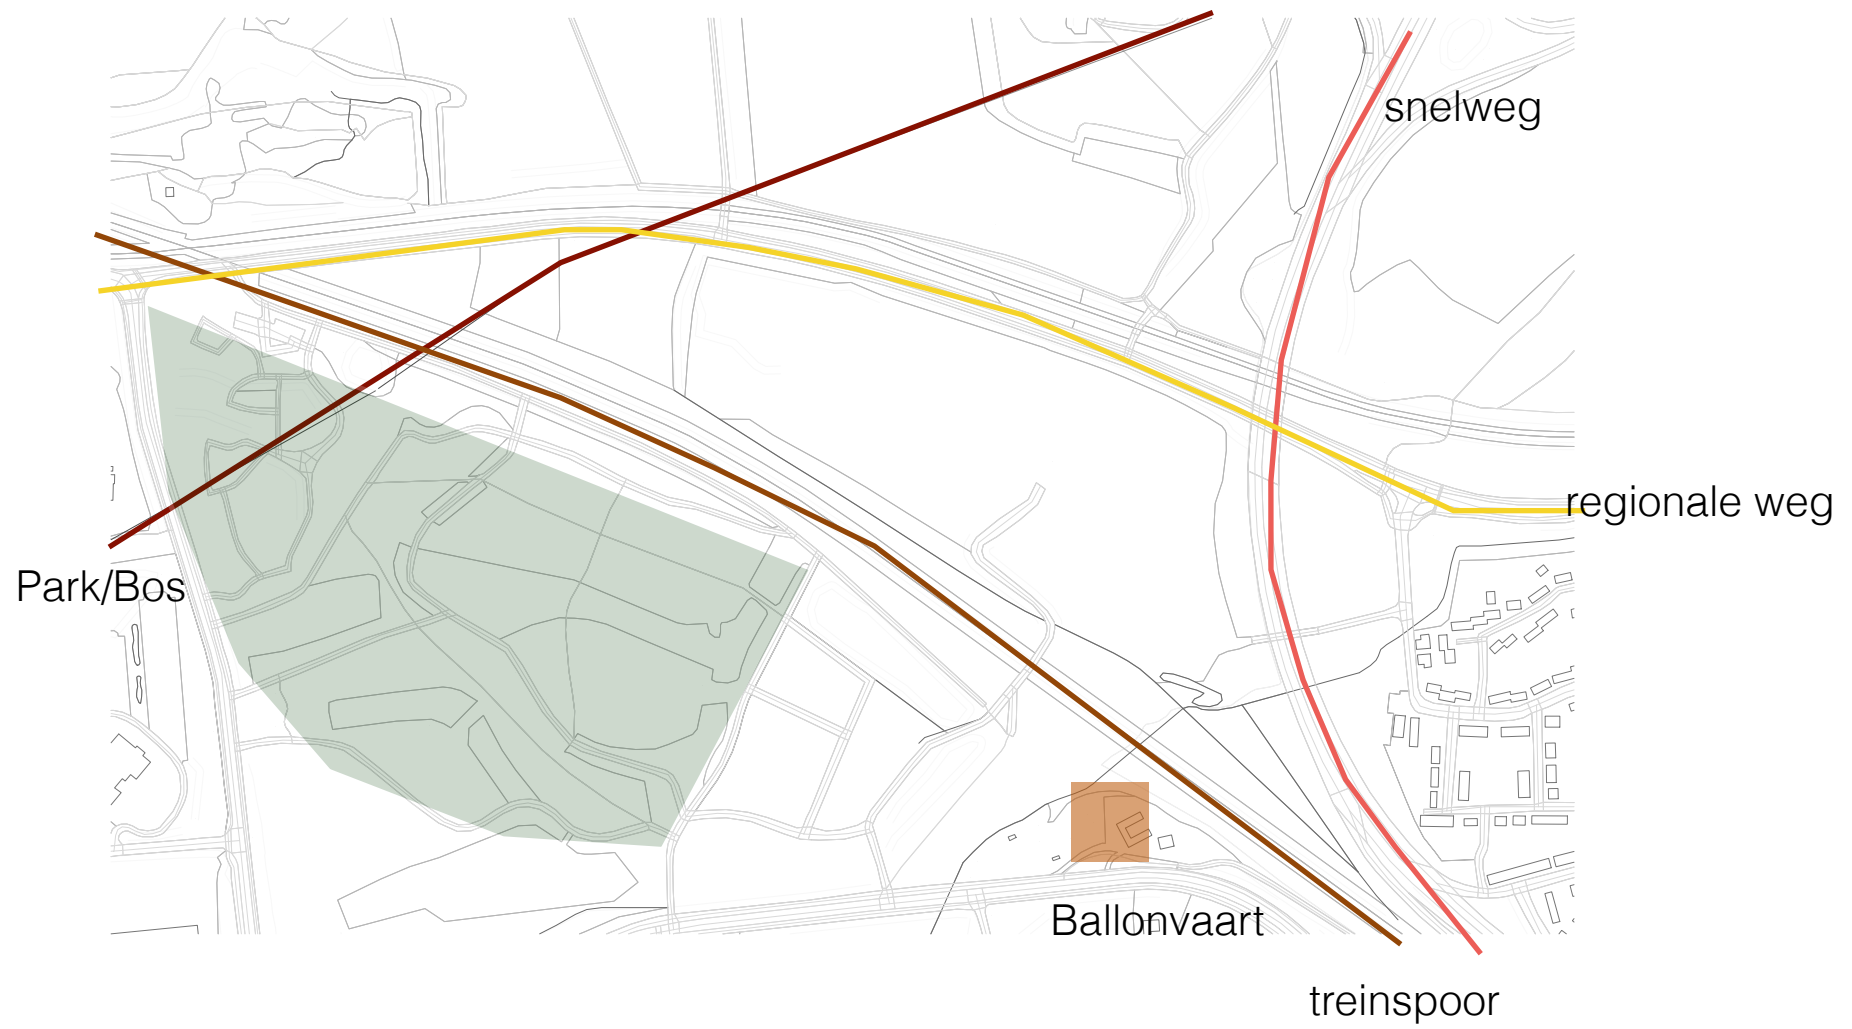 snelweg
regionale weg
Park/Bos
Ballonvaart
treinspoor